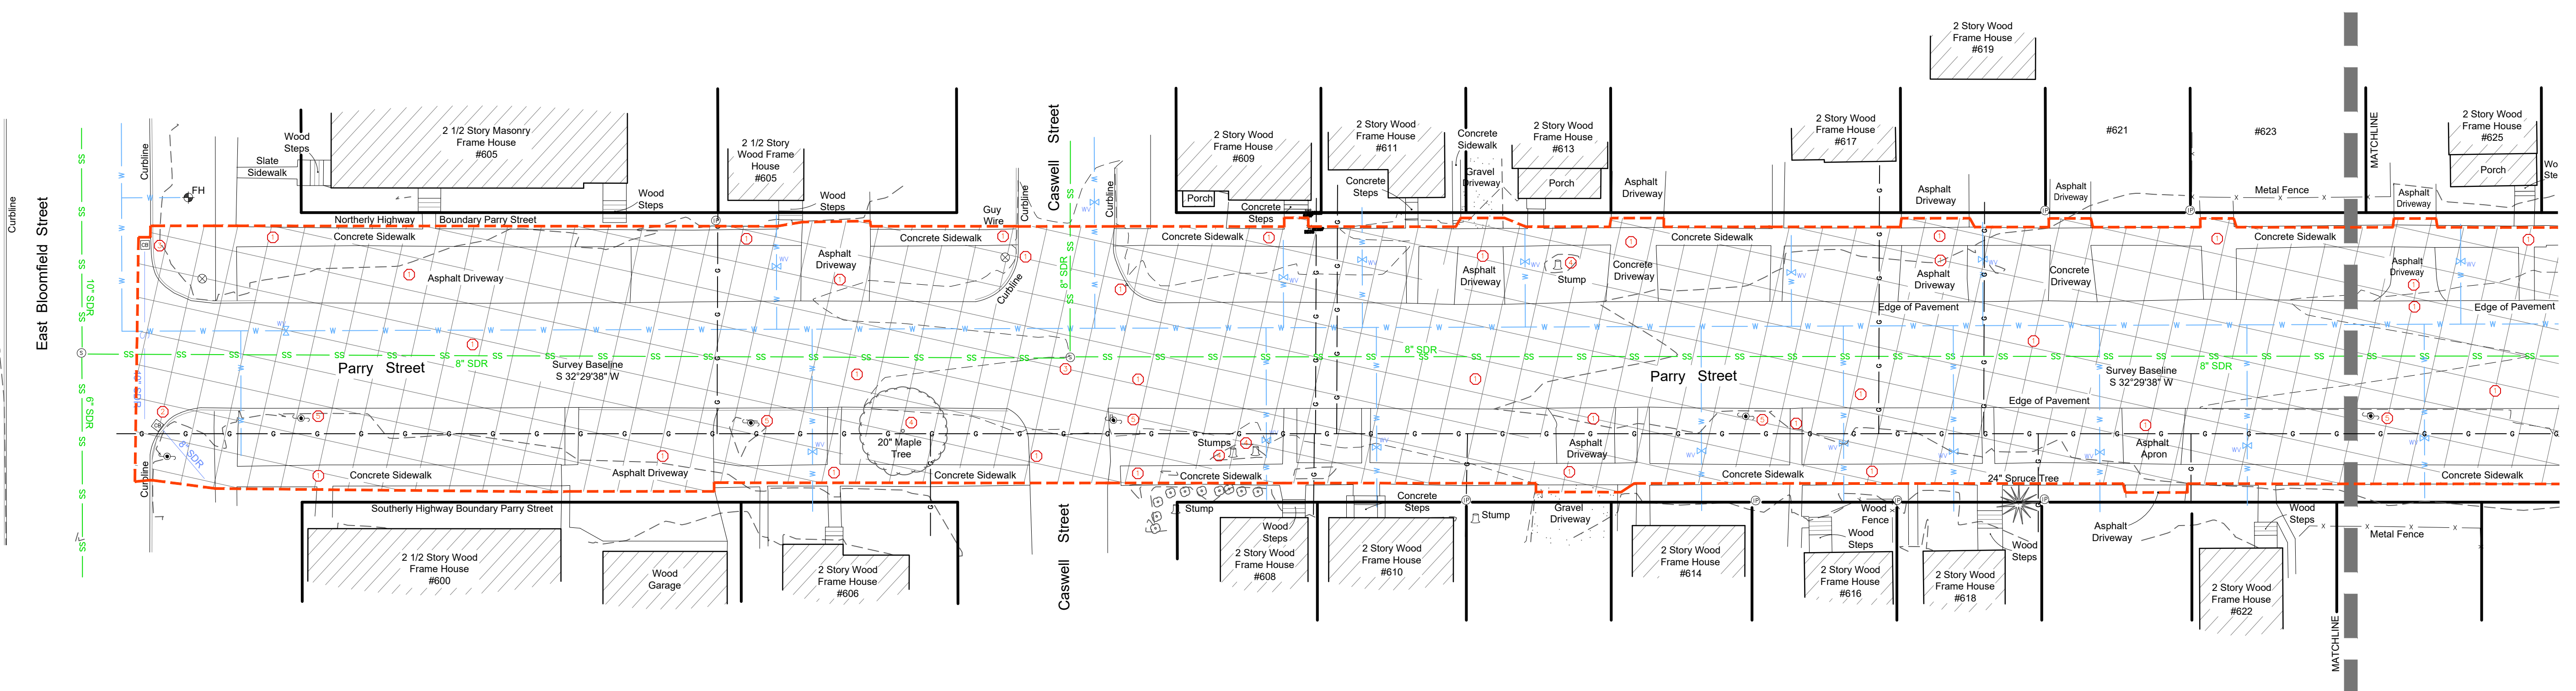 2 Story Wood
Frame House
#619
2 1/2 Story Masonry
Frame House
#605
Wood
Steps
Slate
Sidewalk
FH
Curbline
Curbline
East Bloomfield Street
2 1/2 Story
Wood Frame
House
#605
Wood
Steps
Wood
Steps
Northerly Highway Boundary Parry Street
Concrete Sidewalk
Asphalt Driveway
Asphalt
Driveway
Concrete Sidewalk
Guy
Wire
Curbline
Curbline
Caswell Street
Curbline
8" SDR
10" SDR
6" SDR
2 Story Wood
Frame House
#609
Porch
Concrete
Steps
Concrete Sidewalk
2 Story Wood
Frame House
#611
Concrete
Steps
Concrete
Sidewalk
Gravel
Driveway
2 Story Wood
Frame House
#613
Porch
Asphalt
Driveway
Asphalt
Driveway
Stump
Concrete
Driveway
Concrete Sidewalk
2 Story Wood
Frame House
#617
Asphalt
Driveway
Asphalt
Driveway
Asphalt
Driveway
Concrete
Driveway
#621
#623
Metal Fence
MATCHLINE
2 Story Wood
Frame House
#625
Porch
Wo
Ste
Asphalt
Driveway
Asphalt
Driveway
Concrete Sidewalk
Edge of Pavement
Edge of Pavement
Parry Street
8" SDR
Survey Baseline
S 32°29'38" W
8" SDR
Parry Street
Survey Baseline
S 32°29'38" W
8" SDR
Edge of Pavement
CB
CB
8" SDR
Curbline
Concrete Sidewalk
Asphalt Driveway
20" Maple
Tree
Concrete Sidewalk
Stumps
Concrete Sidewalk
Asphalt
Driveway
Concrete Sidewalk
24" Spruce Tree
Asphalt
Apron
Concrete Sidewalk
Southerly Highway Boundary Parry Street
2 1/2 Story Wood
Frame House
#600
Wood
Garage
2 Story Wood
Frame House
#606
Caswell Street
Stump
Wood
Steps
2 Story Wood
Frame House
#608
Concrete
Steps
2 Story Wood
Frame House
#610
Stump
Gravel
Driveway
2 Story Wood
Frame House
#614
Wood
Fence
Wood
Steps
2 Story Wood
Frame House
#616
2 Story Wood
Frame House
#618
Wood
Steps
Asphalt
Driveway
Wood
Steps
2 Story Wood
Frame House
#622
Metal Fence
MATCHLINE